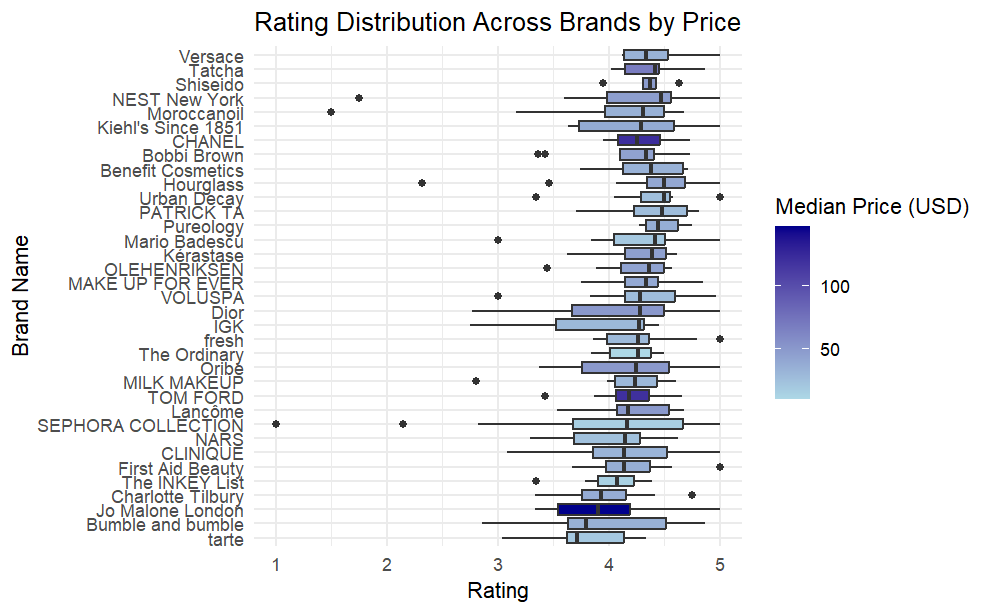 Rating Distribution Across Brands by Price
Brand Name
Versace
Tatcha
Shiseido
NEST New York
Moroccanoil
Kiehl's Since 1851
CHANEL
Bobbi Brown
Benefit Cosmetics
Hourglass
Urban Decay
PATRICK TA
Pureology
Mario Badescu
Kérastase
OLEHENRIKSEN
MAKE UP FOR EVER
VOLUSPA
Dior
IGK
fresh
The Ordinary
Oribe
MILK MAKEUP
TOM FORD
Lancôme
SEPHORA COLLECTION
NARS
CLINIQUE
First Aid Beauty
The INKEY List
Charlotte Tilbury
Jo Malone London
Bumble and bumble
tarte
1 2 3 4 5
Rating
Median Price (USD)
100
50